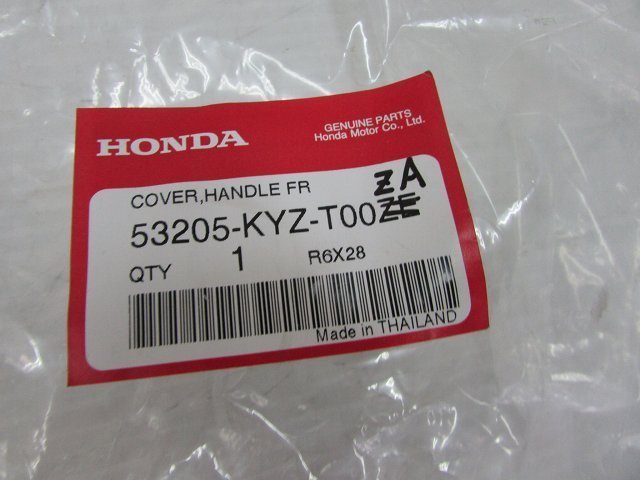 HONDA
GENUINE PARTS
Honda Motor Co., Ltd.
COVER,HANDLE FR
ZA
53205-KYZ-T00ZE
QTY 1 R6X28
Made in THAILAND